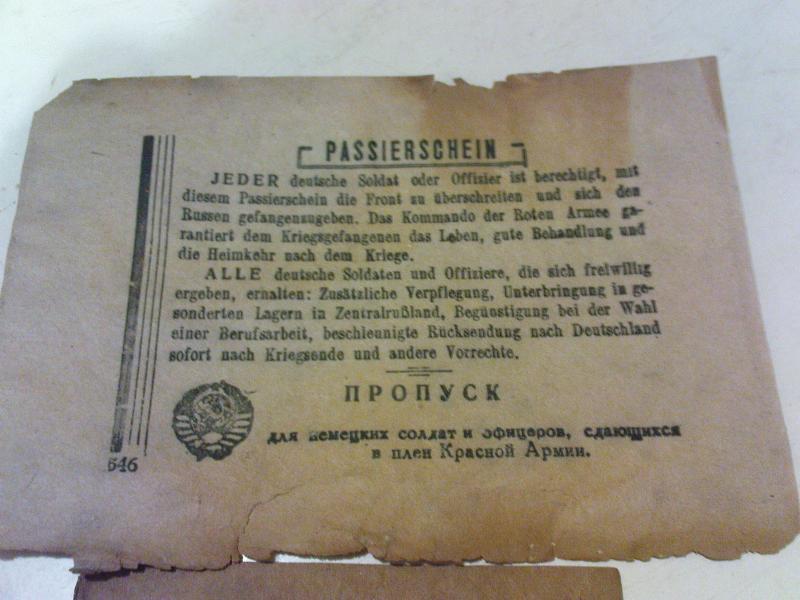 PASSIERSCHEIN
JEDER deutsche Soldat oder Offizier ist berechtigt, mit
diesem Passierschein die Front zu überschreiten und sich den
Russen gefangenzugeben. Das Kommando der Roten Armee ga-
rantiert dem Kriegsgefangenen das Leben, gute Behandlung und
die Heimkehr nach dem Kriege.
ALLE deutsche Soldaten und Offiziere, die sich freiwillig
ergeben, ernalten: Zusätzliche Verpflegung, Unterbringung in ge-
sonderten Lagern in Zentralrußland, Begünstigung bei der Wahl
einer Berufsarbeit, beschleunigte Rücksendung nach Deutschland
sofort nach Kriegsende und andere Vorrechte.
ПРОПУСК
для немецких солдат и офицеров, сдающихся
в плен Красной Армии.
646